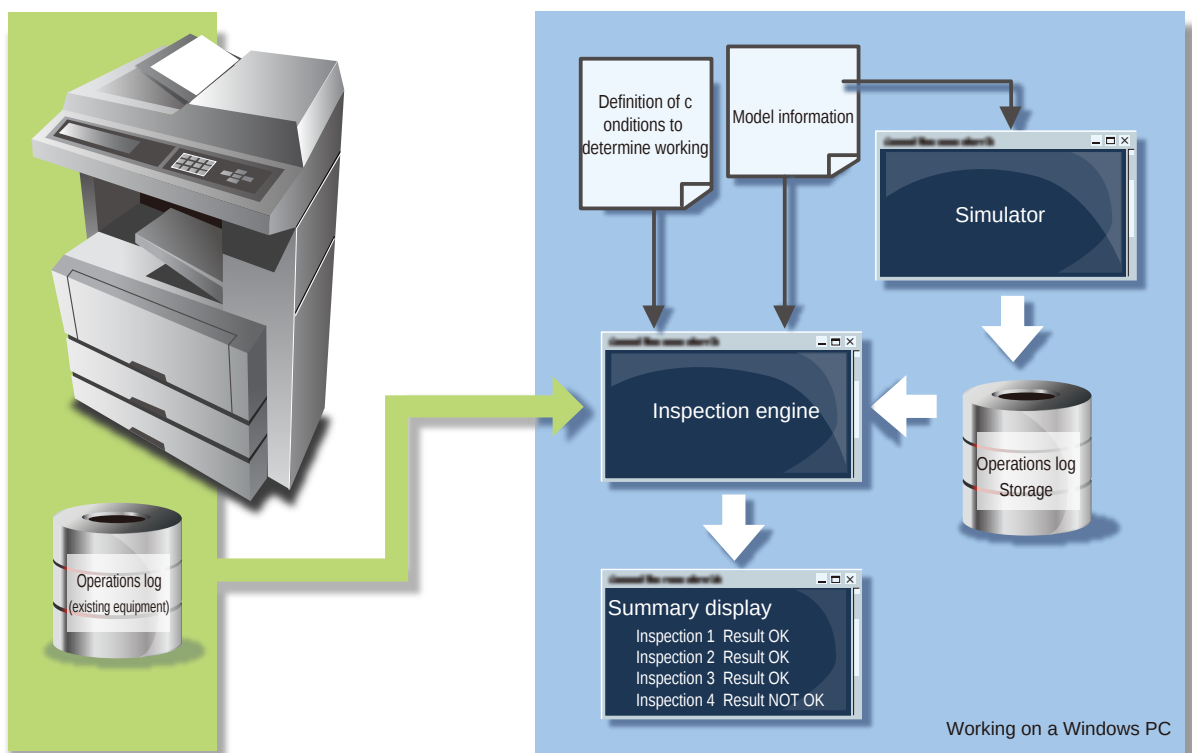 Definition of c
onditions to
determine working
Model information
Simulator
Inspection engine
Operations log
Storage
Operations log
(existing equipment)
Summary display
Inspection 1 Result OK
Inspection 2 Result OK
Inspection 3 Result OK
Inspection 4 Result NOT OK
Working on a Windows PC